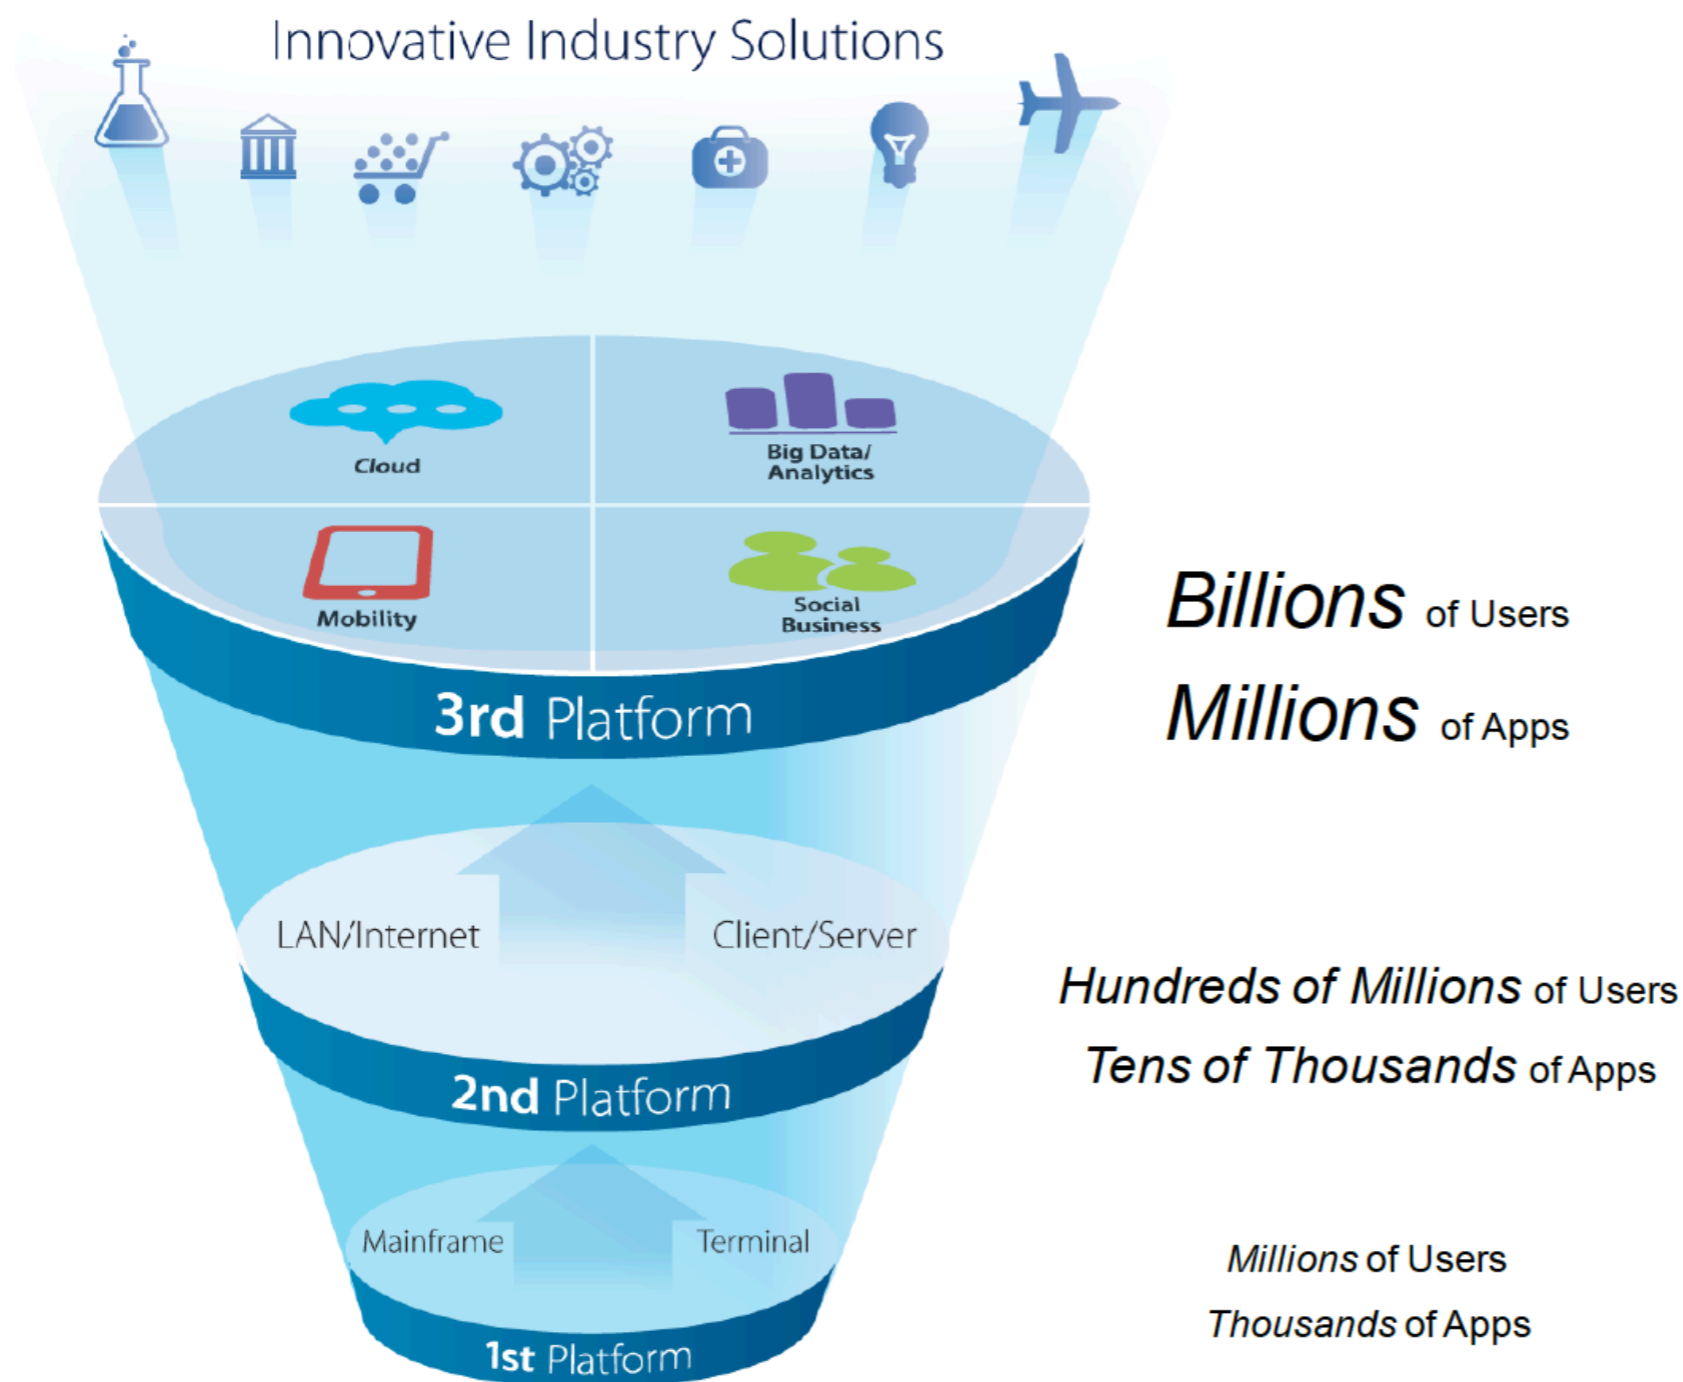 Innovative Industry Solutions
Cloud
Big Data/
Analytics
Mobility
Social
Business
3rd Platform
Billions of Users
Millions of Apps
LAN/Internet
Client/Server
2nd Platform
Hundreds of Millions of Users
Tens of Thousands of Apps
Mainframe
Terminal
1st Platform
Millions of Users
Thousands of Apps